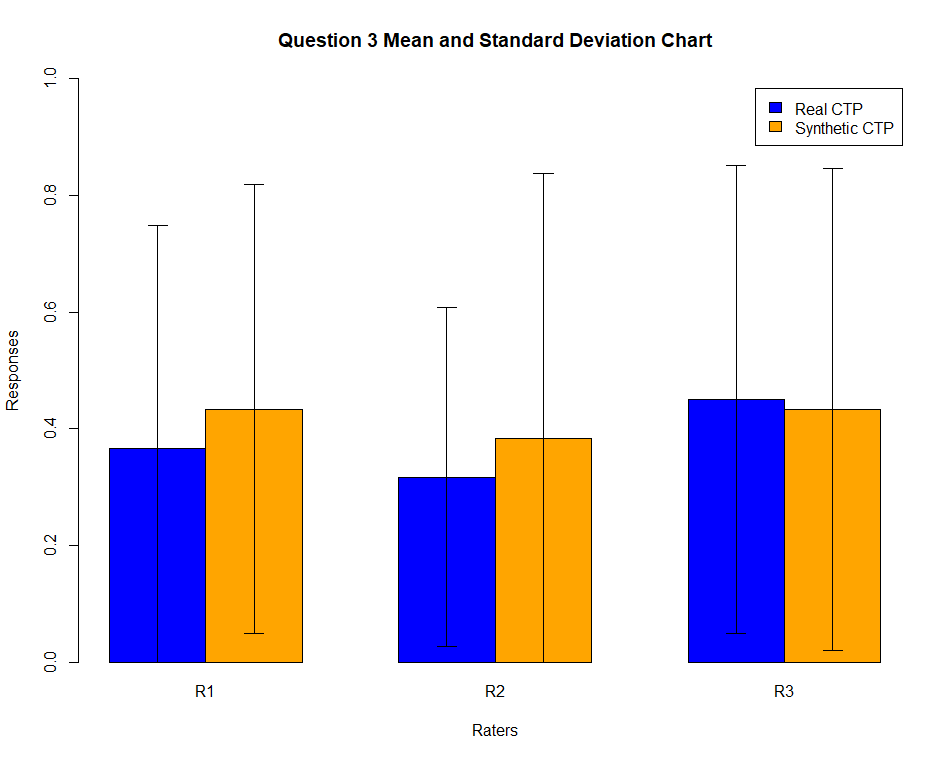 Question 3 Mean and Standard Deviation Chart
Real CTP
Synthetic CTP
Responses
1.0
0.8
0.6
0.4
0.2
0.0
R1
R2
R3
Raters